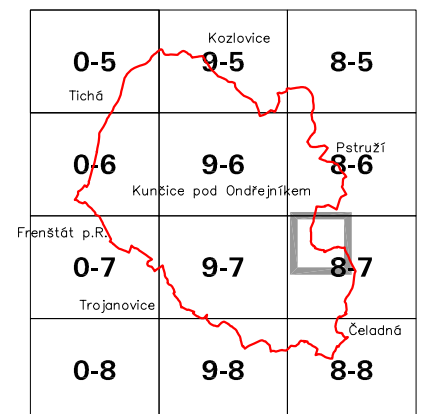 Kozlovice
0-5 9-5 8-5
Tichá
Pstruží
0-6 9-6 8-6
Kunčice pod Ondřejníkem
Frenštát p.R.
0-7 9-7 8-7
Trojanovice
Čeladná
0-8 9-8 8-8